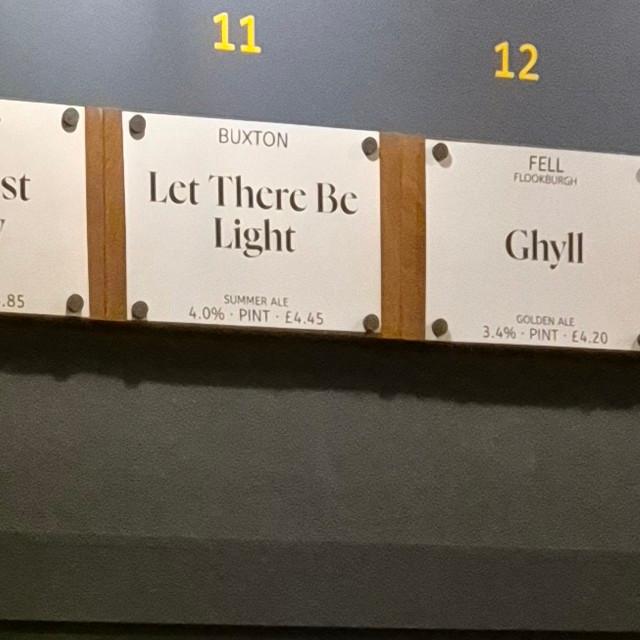 11
12
st
.85
BUXTON
Let There Be
Light
SUMMER ALE
4.0% · PINT · £4.45
FELL
FLOOKBURGH
Ghyll
GOLDEN ALE
3.4% · PINT · £4.20